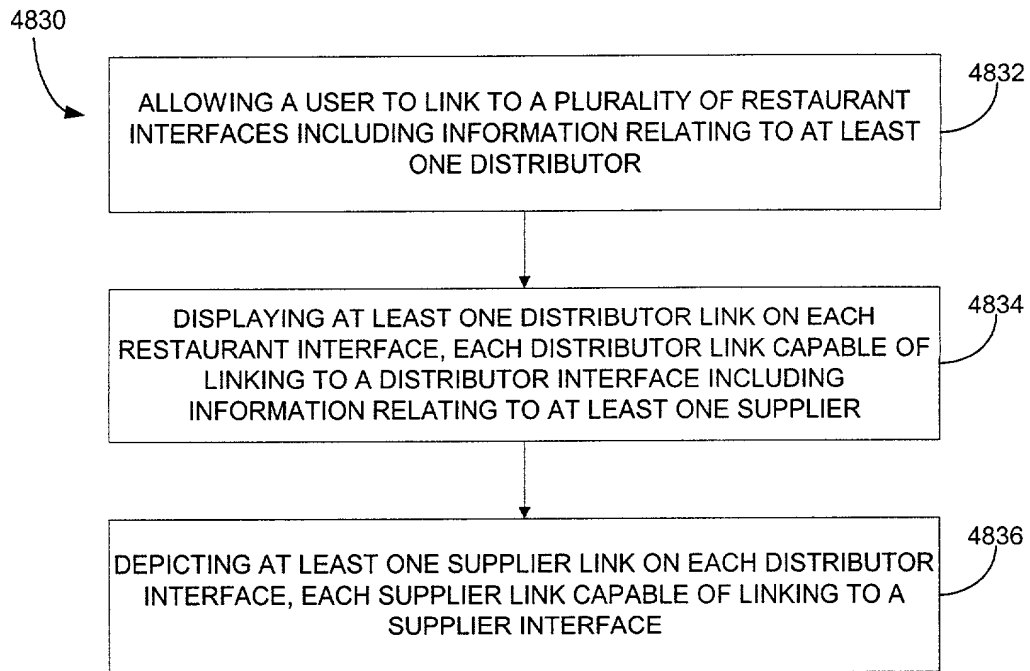 4830
ALLOWING A USER TO LINK TO A PLURALITY OF RESTAURANT
INTERFACES INCLUDING INFORMATION RELATING TO AT LEAST
ONE DISTRIBUTOR
4832
DISPLAYING AT LEAST ONE DISTRIBUTOR LINK ON EACH
RESTAURANT INTERFACE, EACH DISTRIBUTOR LINK CAPABLE OF
LINKING TO A DISTRIBUTOR INTERFACE INCLUDING
INFORMATION RELATING TO AT LEAST ONE SUPPLIER
4834
DEPICTING AT LEAST ONE SUPPLIER LINK ON EACH DISTRIBUTOR
INTERFACE, EACH SUPPLIER LINK CAPABLE OF LINKING TO A
SUPPLIER INTERFACE
4836